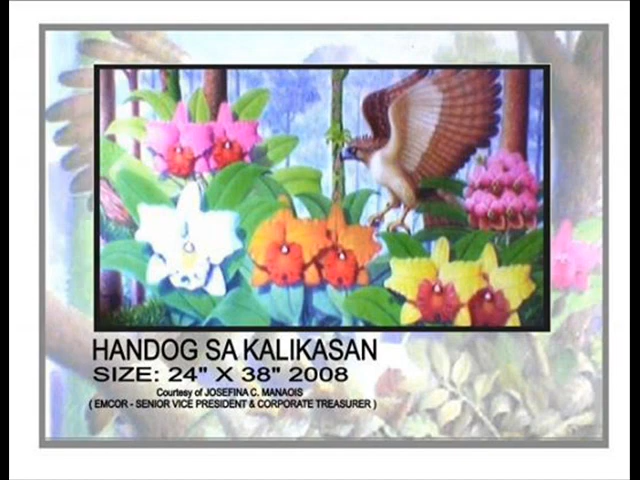 HANDOG SA KALIKASAN
SIZE: 24" X 38" 2008
Courtesy of JOSEFINA C. MANAOIS
( EMCOR - SENIOR VICE PRESIDENT & CORPORATE TREASURER )